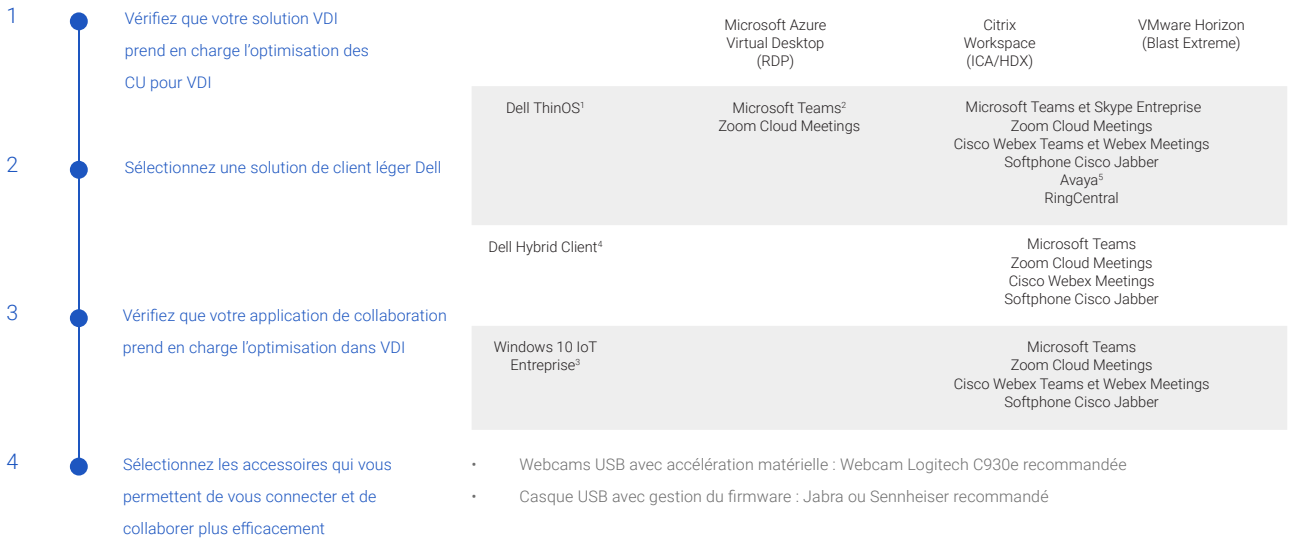 1
Vérifiez que votre solution VDI
prend en charge l'optimisation des
CU pour VDI
Microsoft Azure
Virtual Desktop
(RDP)
Citrix
Workspace
(ICA/HDX)
VMware Horizon
(Blast Extreme)
2
Sélectionnez une solution de client léger Dell
Dell ThinOS¹
Microsoft Teams²
Zoom Cloud Meetings
Microsoft Teams et Skype Entreprise
Zoom Cloud Meetings
Cisco Webex Teams et Webex Meetings
Softphone Cisco Jabber
Avaya⁵
RingCentral
Dell Hybrid Client⁴
Microsoft Teams
Zoom Cloud Meetings
Cisco Webex Meetings
Softphone Cisco Jabber
3
Vérifiez que votre application de collaboration
prend en charge l'optimisation dans VDI
Windows 10 IoT
Entreprise³
Microsoft Teams
Zoom Cloud Meetings
Cisco Webex Teams et Webex Meetings
Softphone Cisco Jabber
4
Sélectionnez les accessoires qui vous
permettent de vous connecter et de
collaborer plus efficacement
• Webcams USB avec accélération matérielle : Webcam Logitech C930e recommandée
• Casque USB avec gestion du firmware : Jabra ou Sennheiser recommandé